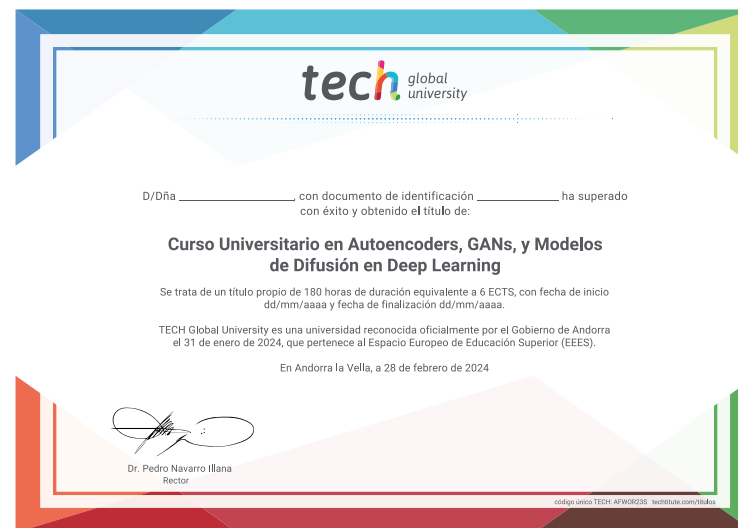 tech global university
D/Dña ____________________, con documento de identificación ______________ ha superado
con éxito y obtenido el título de:
Curso Universitario en Autoencoders, GANs, y Modelos
de Difusión en Deep Learning
Se trata de un título propio de 180 horas de duración equivalente a 6 ECTS, con fecha de inicio
dd/mm/aaaa y fecha de finalización dd/mm/aaaa.
TECH Global University es una universidad reconocida oficialmente por el Gobierno de Andorra
el 31 de enero de 2024, que pertenece al Espacio Europeo de Educación Superior (EEES).
En Andorra la Vella, a 28 de febrero de 2024
Dr. Pedro Navarro Illana
Rector
código único TECH: AFWOR23S techtitute.com/titulos